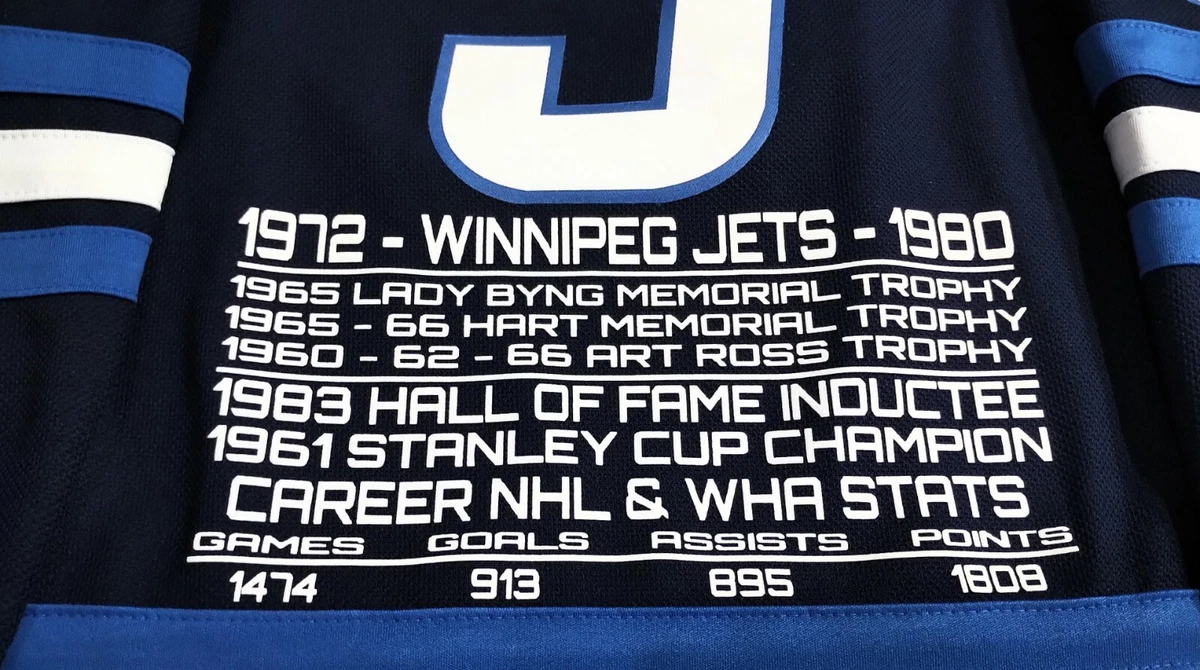 9
1972 - WINNIPEG JETS - 1980
1965 LADY BYNG MEMORIAL TROPHY
1965 - 66 HART MEMORIAL TROPHY
1960 - 62 - 66 ART ROSS TROPHY
1983 HALL OF FAME INDUCTEE
1961 STANLEY CUP CHAMPION
CAREER NHL & WHA STATS
GAMES GOALS ASSISTS POINTS
1474 913 895 1808